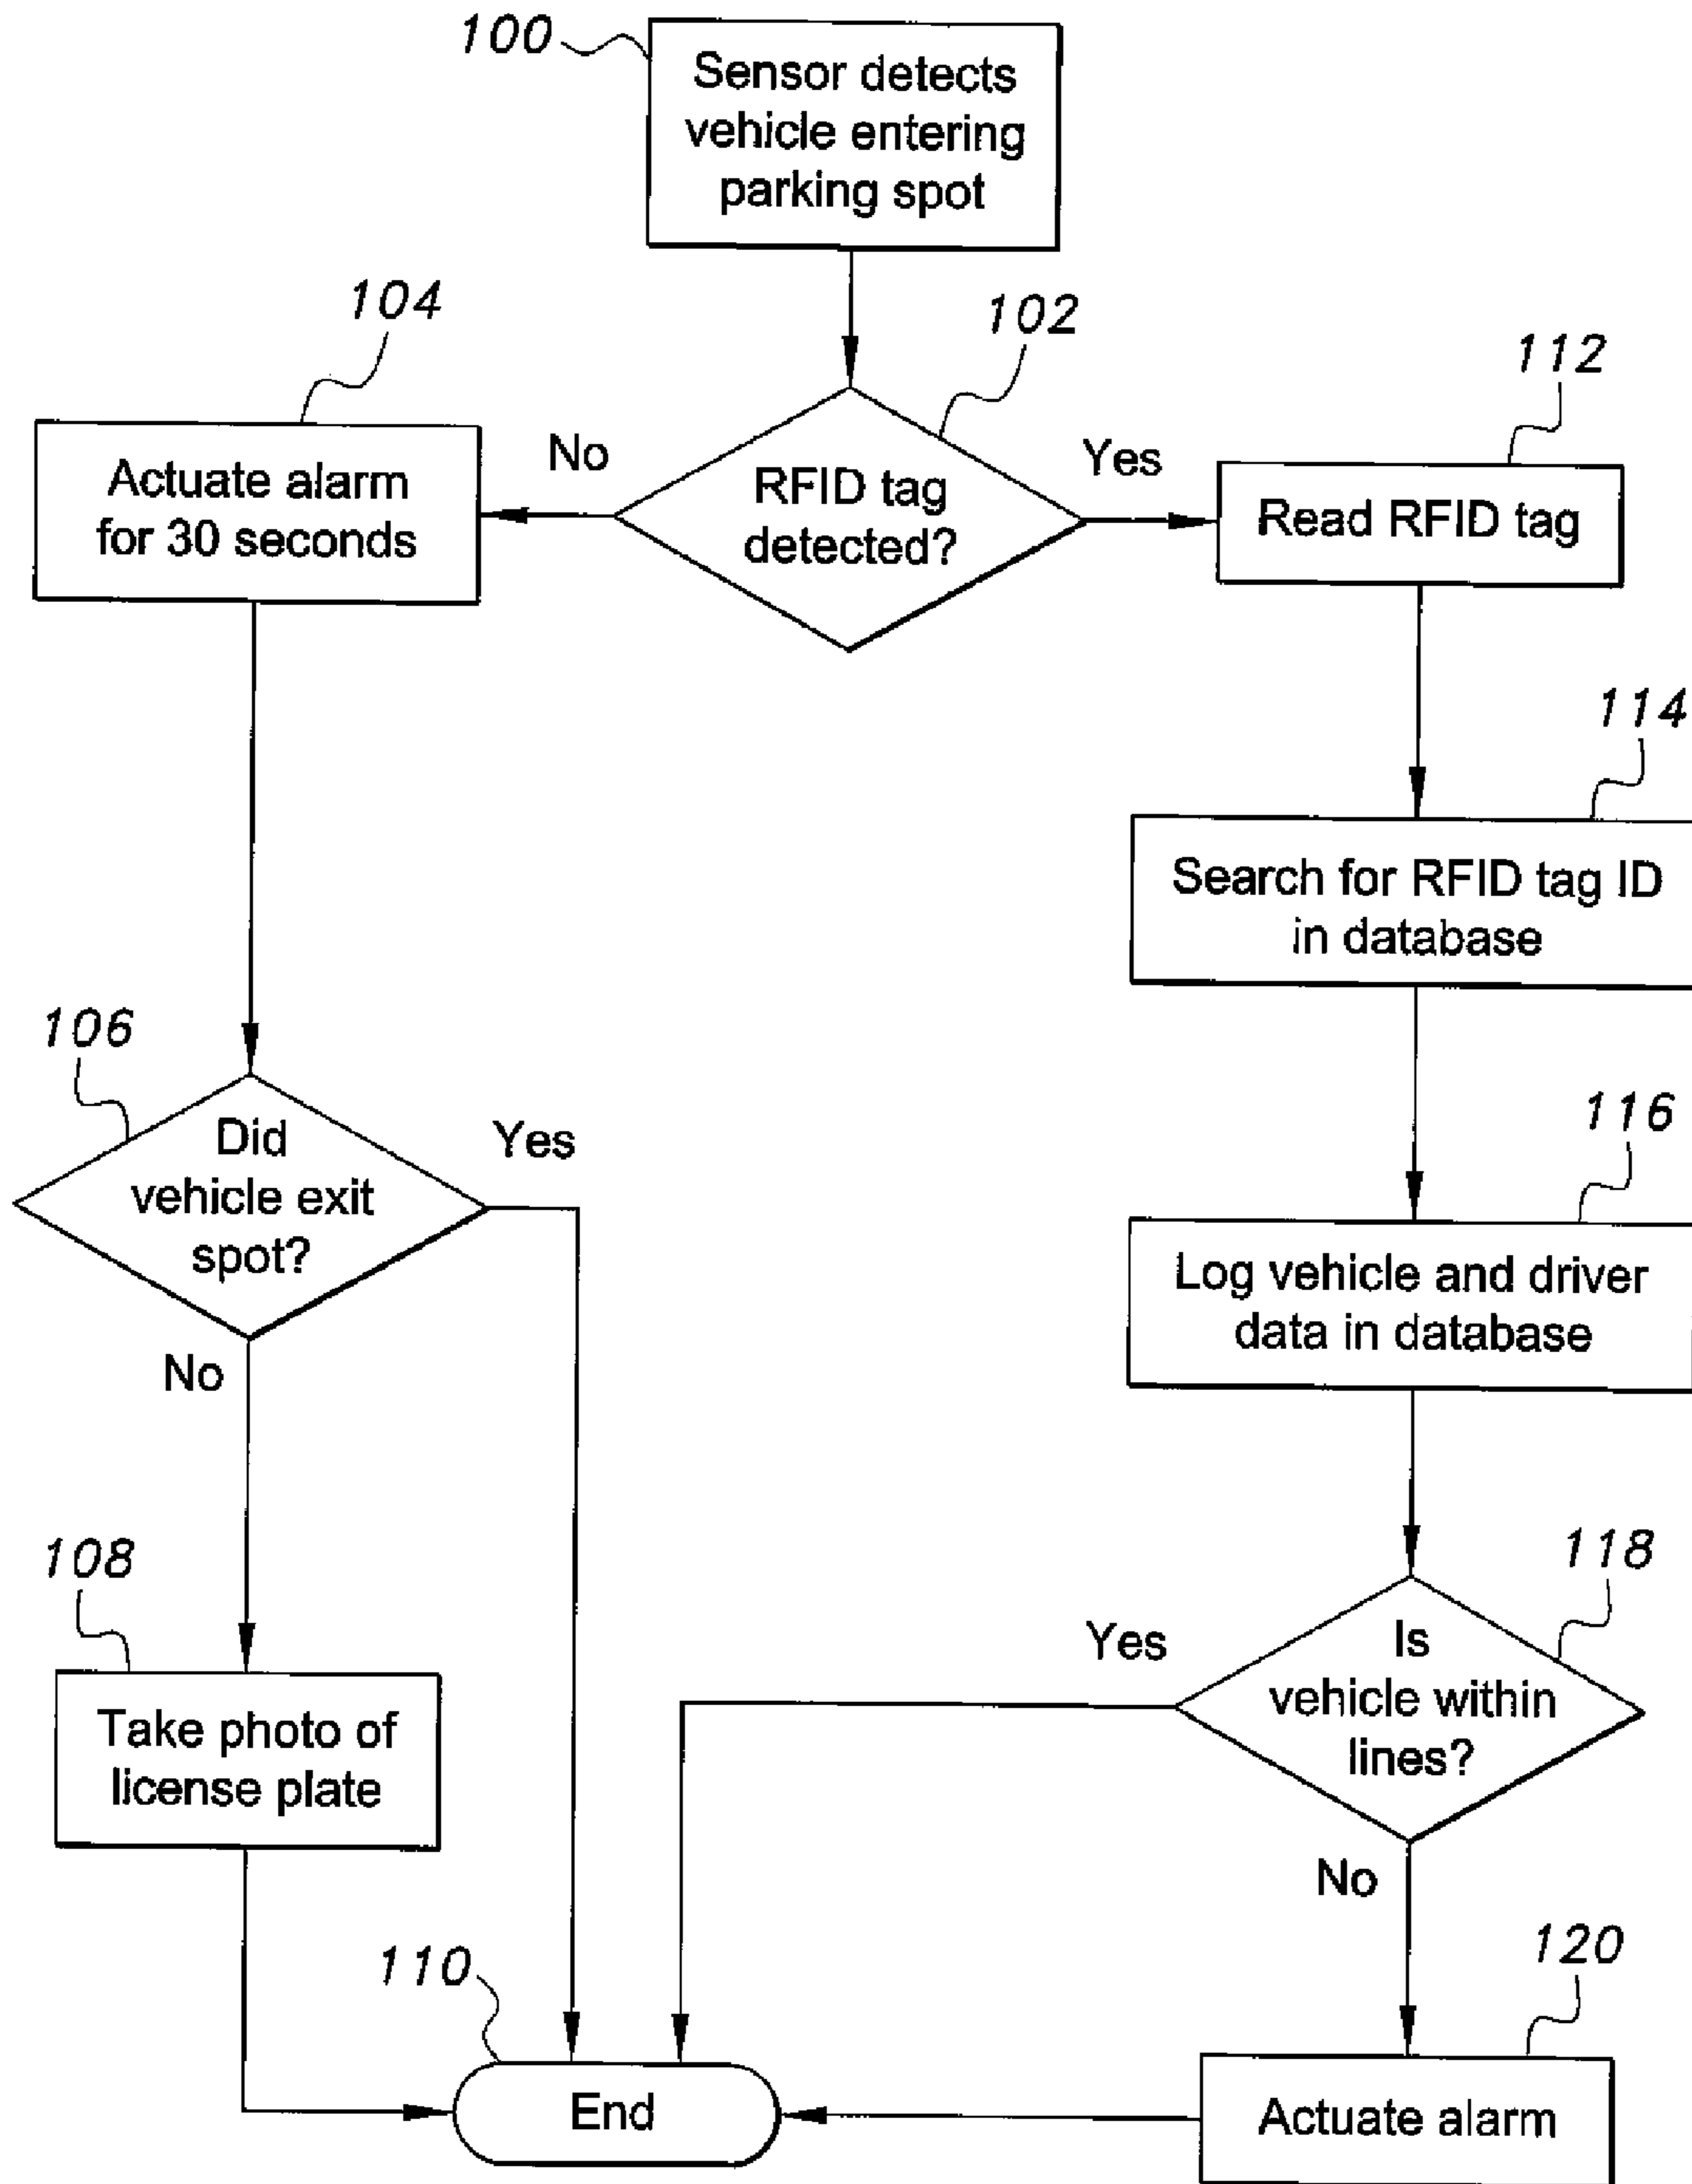 100
Sensor detects
vehicle entering
parking spot
104
102
112
Actuate alarm
for 30 seconds
No
RFID tag
detected?
Yes
Read RFID tag
114
Search for RFID tag ID
in database
106
Did
vehicle exit
spot?
Yes
No
116
Log vehicle and driver
data in database
108
Take photo of
license plate
118
Is
vehicle within
lines?
Yes
No
110
End
120
Actuate alarm